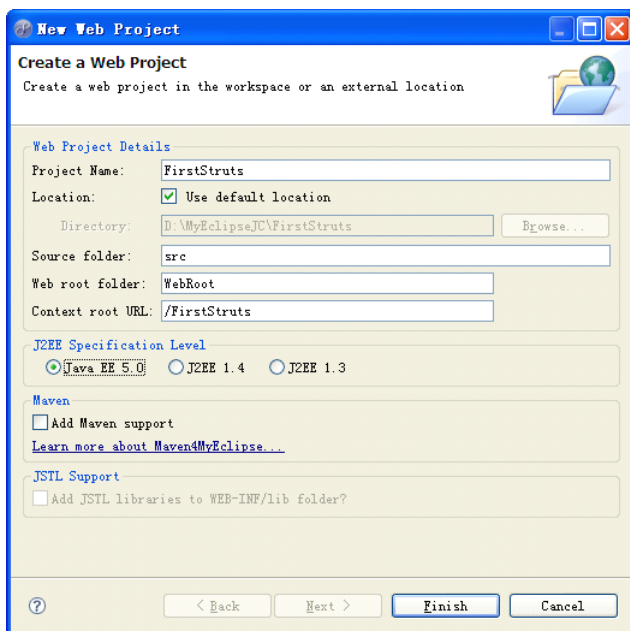 New Web Project
Create a Web Project
Create a web project in the workspace or an external location
Web Project Details
Project Name: FirstStruts
Location: Use default location
Directory: D:\MyEclipseJC\FirstStruts Browse...
Source folder: src
Web root folder: WebRoot
Context root URL: /FirstStruts
J2EE Specification Level
Java EE 5.0 J2EE 1.4 J2EE 1.3
Maven
Add Maven support
Learn more about Maven4MyEclipse...
JSTL Support
Add JSTL libraries to WEB-INF/lib folder?
? < Back Next > Finish Cancel